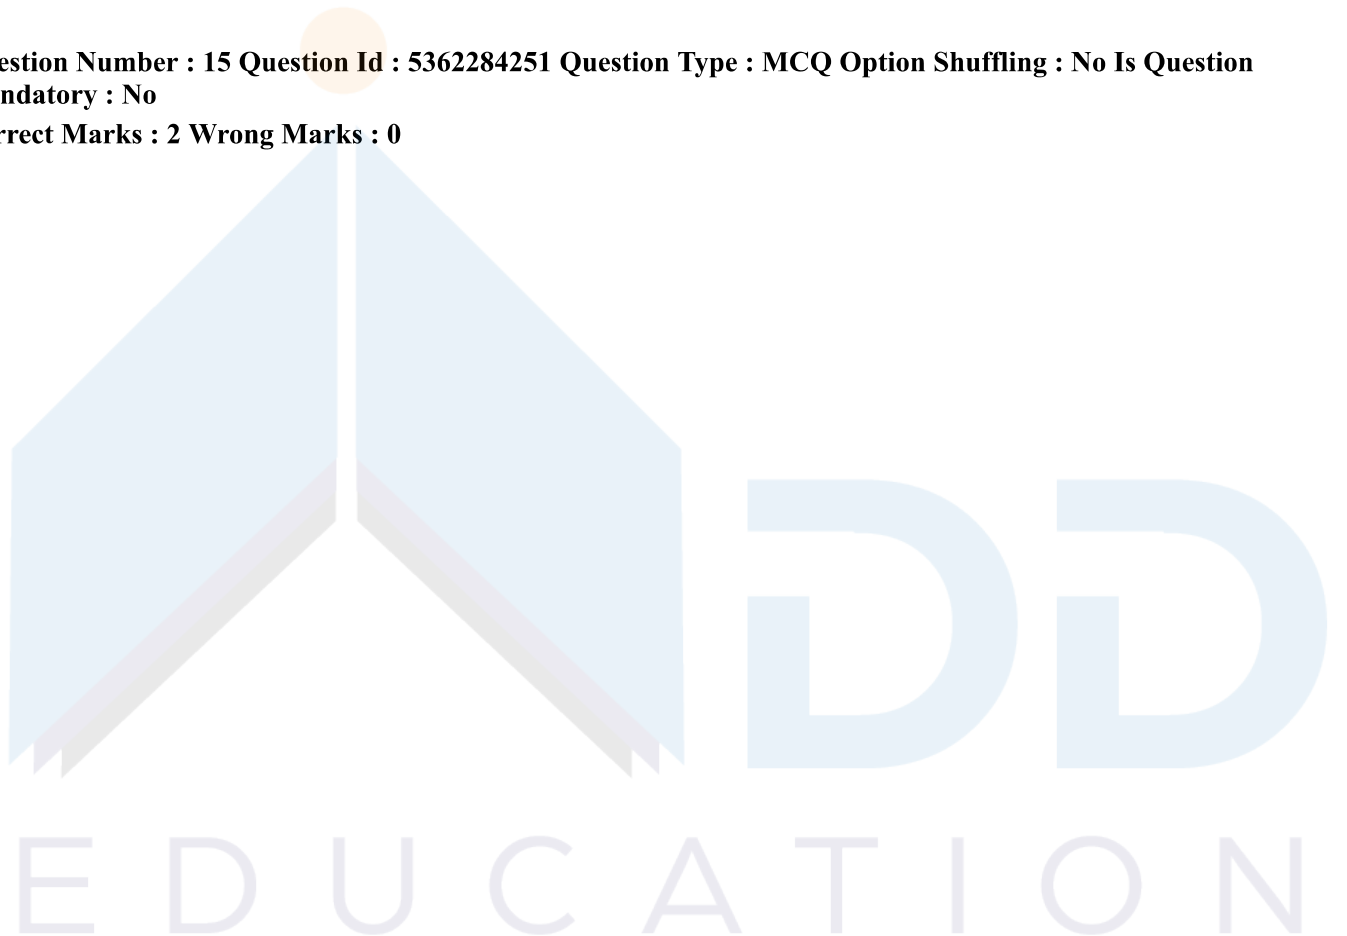 estion Number : 15 Question Id : 5362284251 Question Type : MCQ Option Shuffling : No Is Question
ndatory : No
rrect Marks : 2 Wrong Marks : 0
DD
EDUCATION